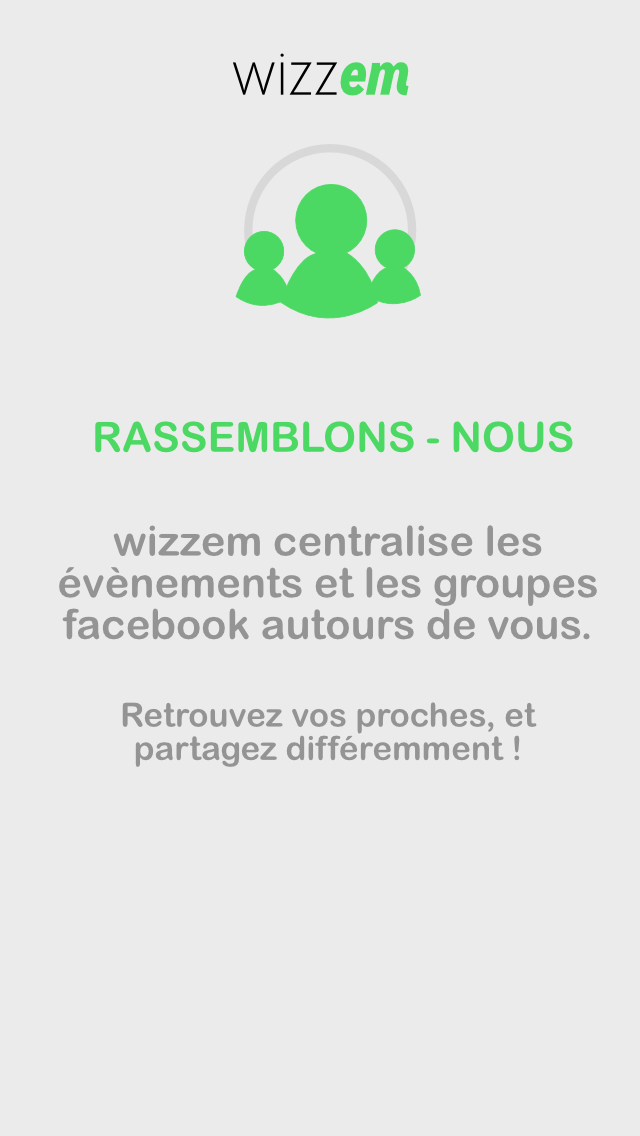 wizzem
RASSEMBLONS - NOUS
wizzem centralise les
évènements et les groupes
facebook autours de vous.
Retrouvez vos proches, et
partagez différemment !